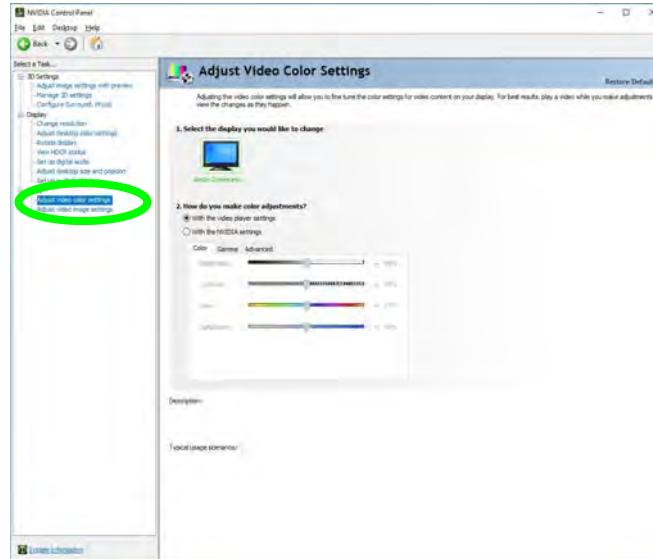 NVIDIA Control Panel
File Edit Desktop Help
Back
Select a Task...
3D Settings
Adjust image settings with preview
Manage 3D settings
Configure Surround, PhysX
Display
Change resolution
Adjust desktop color settings
Rotate display
View HDCP status
Set up digital audio
Adjust desktop size and position
Adjust video color settings
Adjust video image settings
Adjust Video Color Settings
Restore Default
Adjusting the video color settings will allow you to fine tune the color settings for video content on your display. For best results, play a video while you make adjustments
view the changes as they happen.
1. Select the display you would like to change
2. How do you make color adjustments?
With the video player settings
With the NVIDIA settings
Color Gamma Advanced
Description:
Typical usage scenarios:
System Information